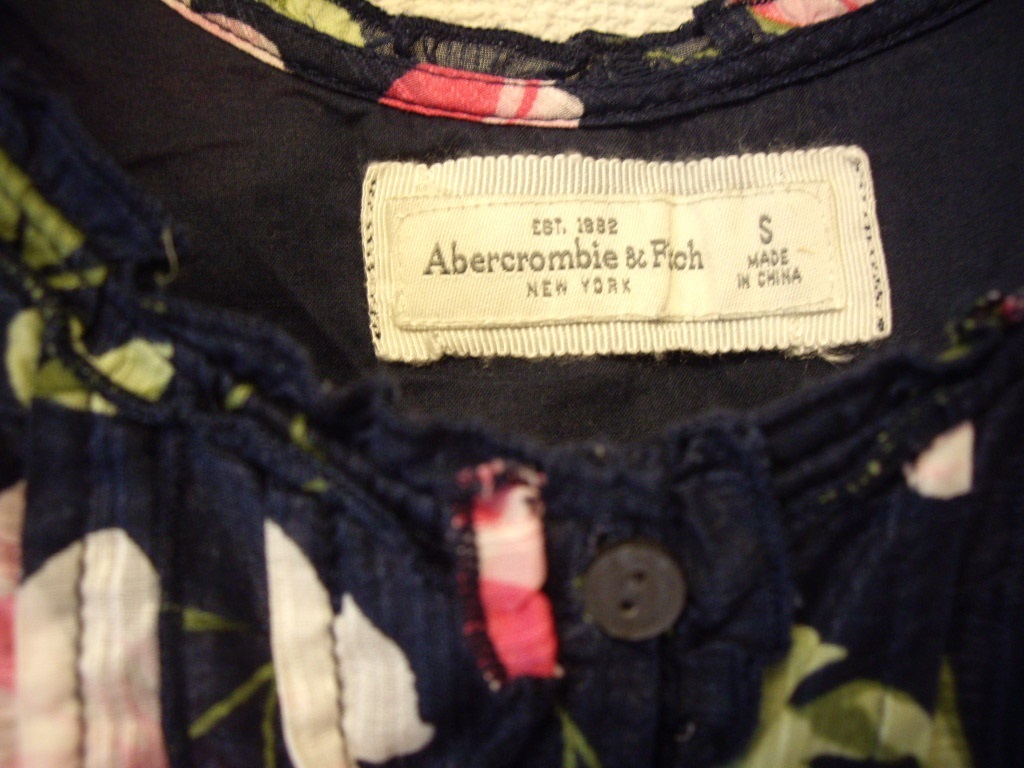 EST. 1892
Abercrombie & Fitch
NEW YORK
S
MADE
IN CHINA